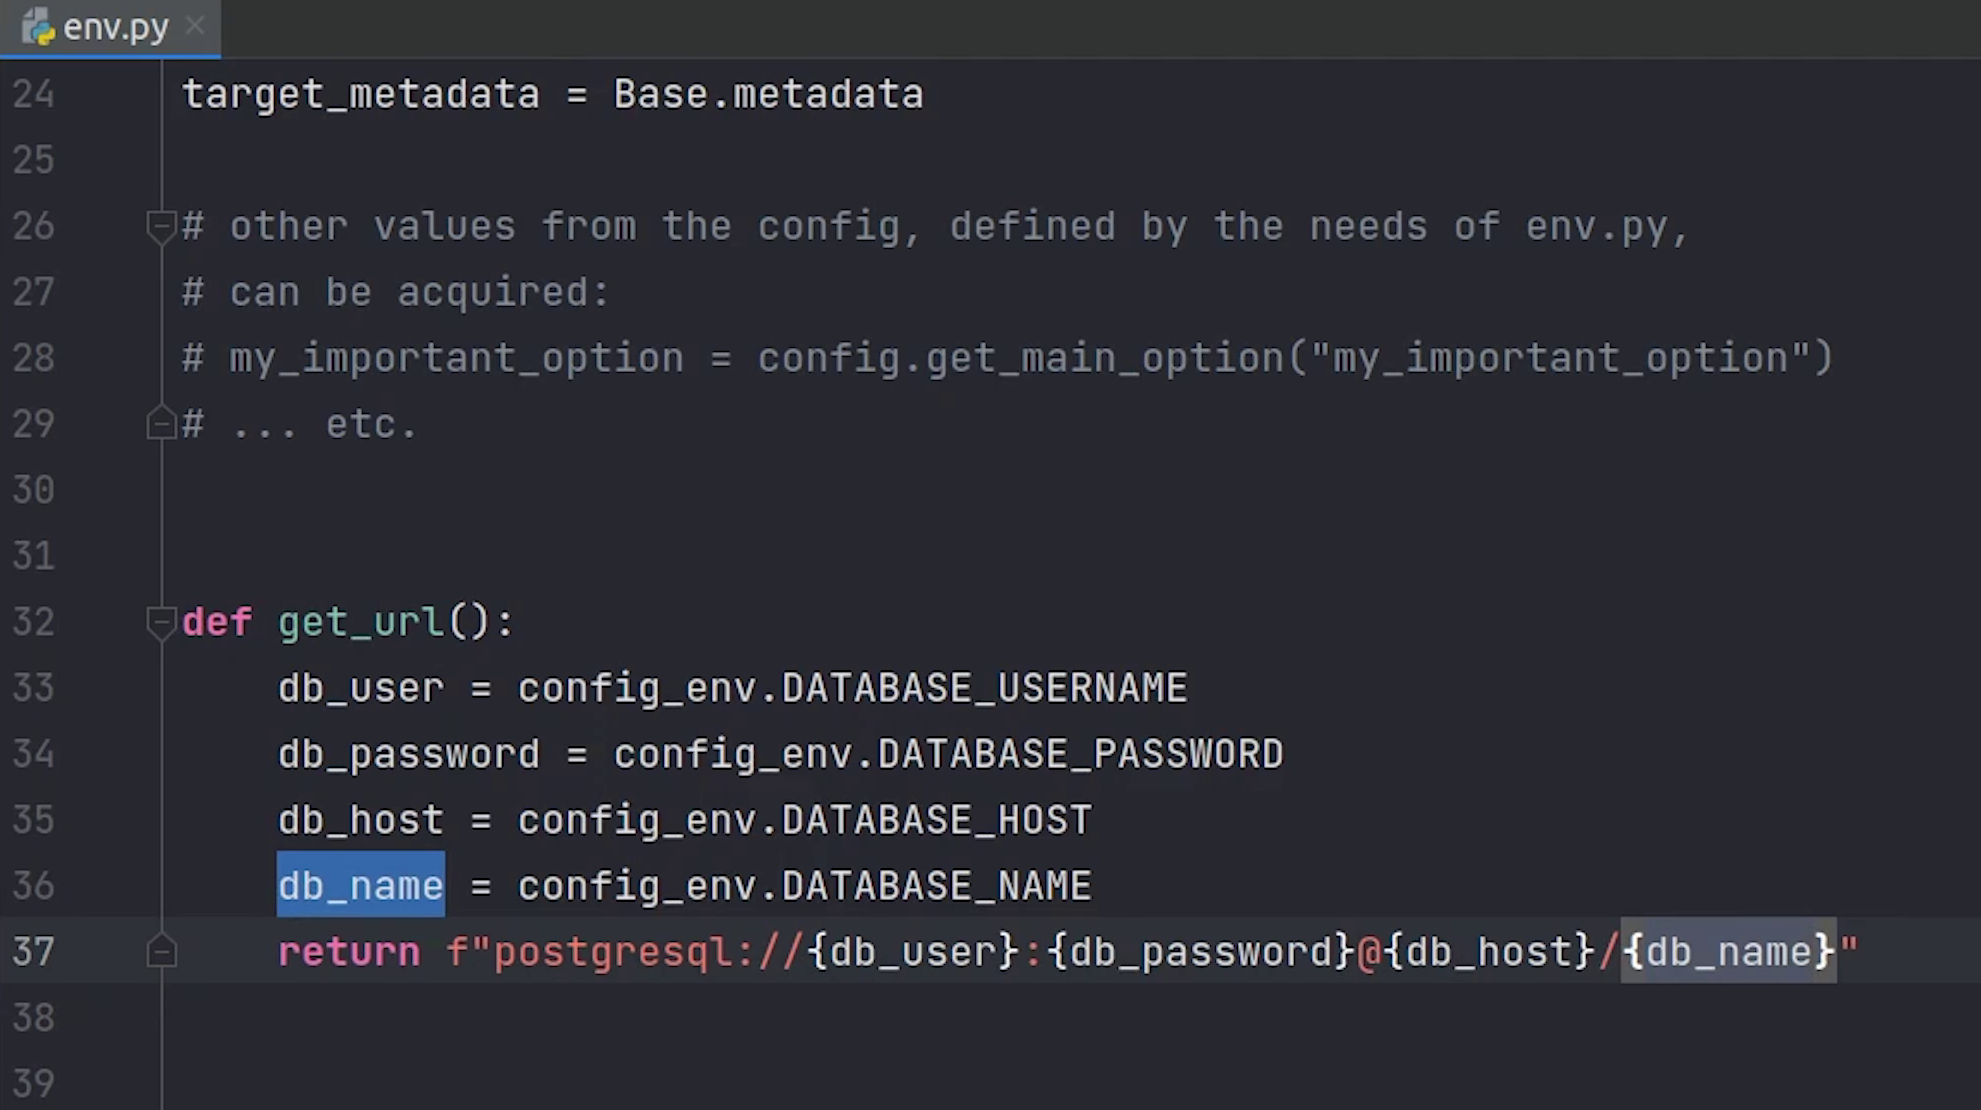 env.py
24 target_metadata = Base.metadata
25
26 # other values from the config, defined by the needs of env.py,
27 # can be acquired:
28 # my_important_option = config.get_main_option("my_important_option")
29 # ... etc.
30
31
32 def get_url():
33     db_user = config_env.DATABASE_USERNAME
34     db_password = config_env.DATABASE_PASSWORD
35     db_host = config_env.DATABASE_HOST
36     db_name = config_env.DATABASE_NAME
37     return f"postgresql://{db_user}:{db_password}@{db_host}/{db_name}"
38
39